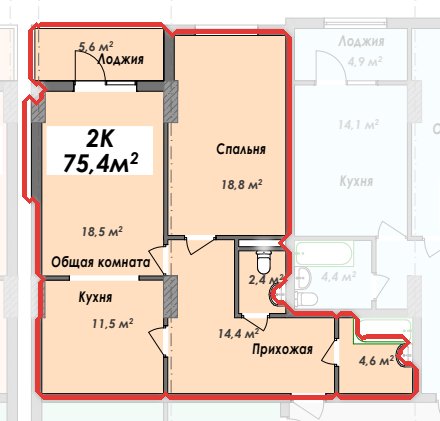 5,6 м²
Лоджия
Лоджия
4,9 м²
2К
75,4м²
Спальня
14,1 м²
18,8 м²
Кухня
18,5 м²
Общая комната
2,4 м²
4,4 м²
Кухня
11,5 м²
14,4 м²
Прихожая
4,6 м²